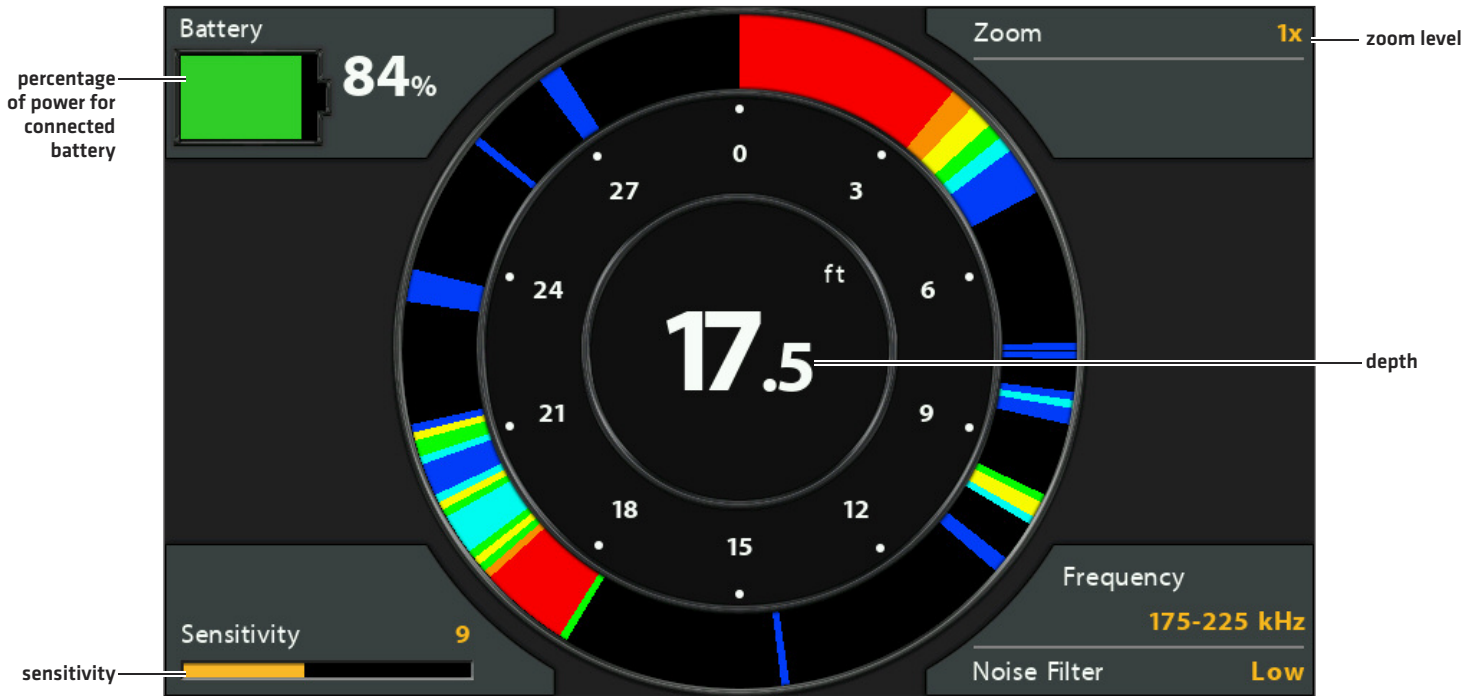 Battery
84%
percentage
of power for
connected
battery
Zoom 1x
zoom level
0
3
6
9
12
15
18
21
24
27
ft
17.5
depth
Sensitivity 9
sensitivity
Frequency
175-225 kHz
Noise Filter Low